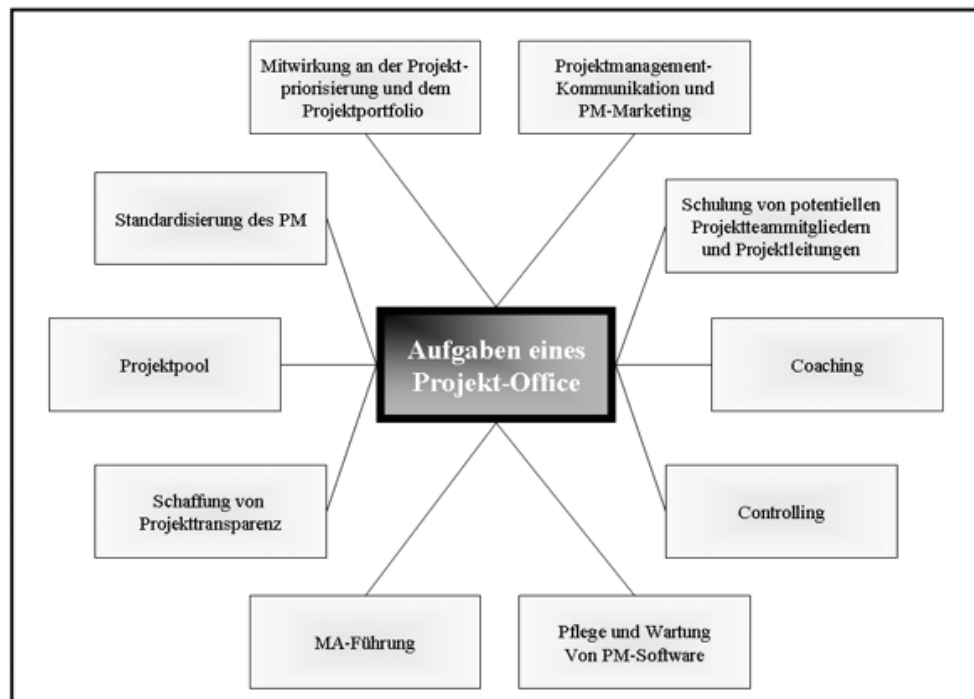 Mitwirkung an der Projekt-
priorisierung und dem
Projektportfolio
Projektmanagement-
Kommunikation und
PM-Marketing
Standardisierung des PM
Schulung von potentiellen
Projektteammitgliedern
und Projektleitungen
Aufgaben eines
Projekt-Office
Projektpool
Coaching
Schaffung von
Projekttransparenz
Controlling
MA-Führung
Pflege und Wartung
Von PM-Software